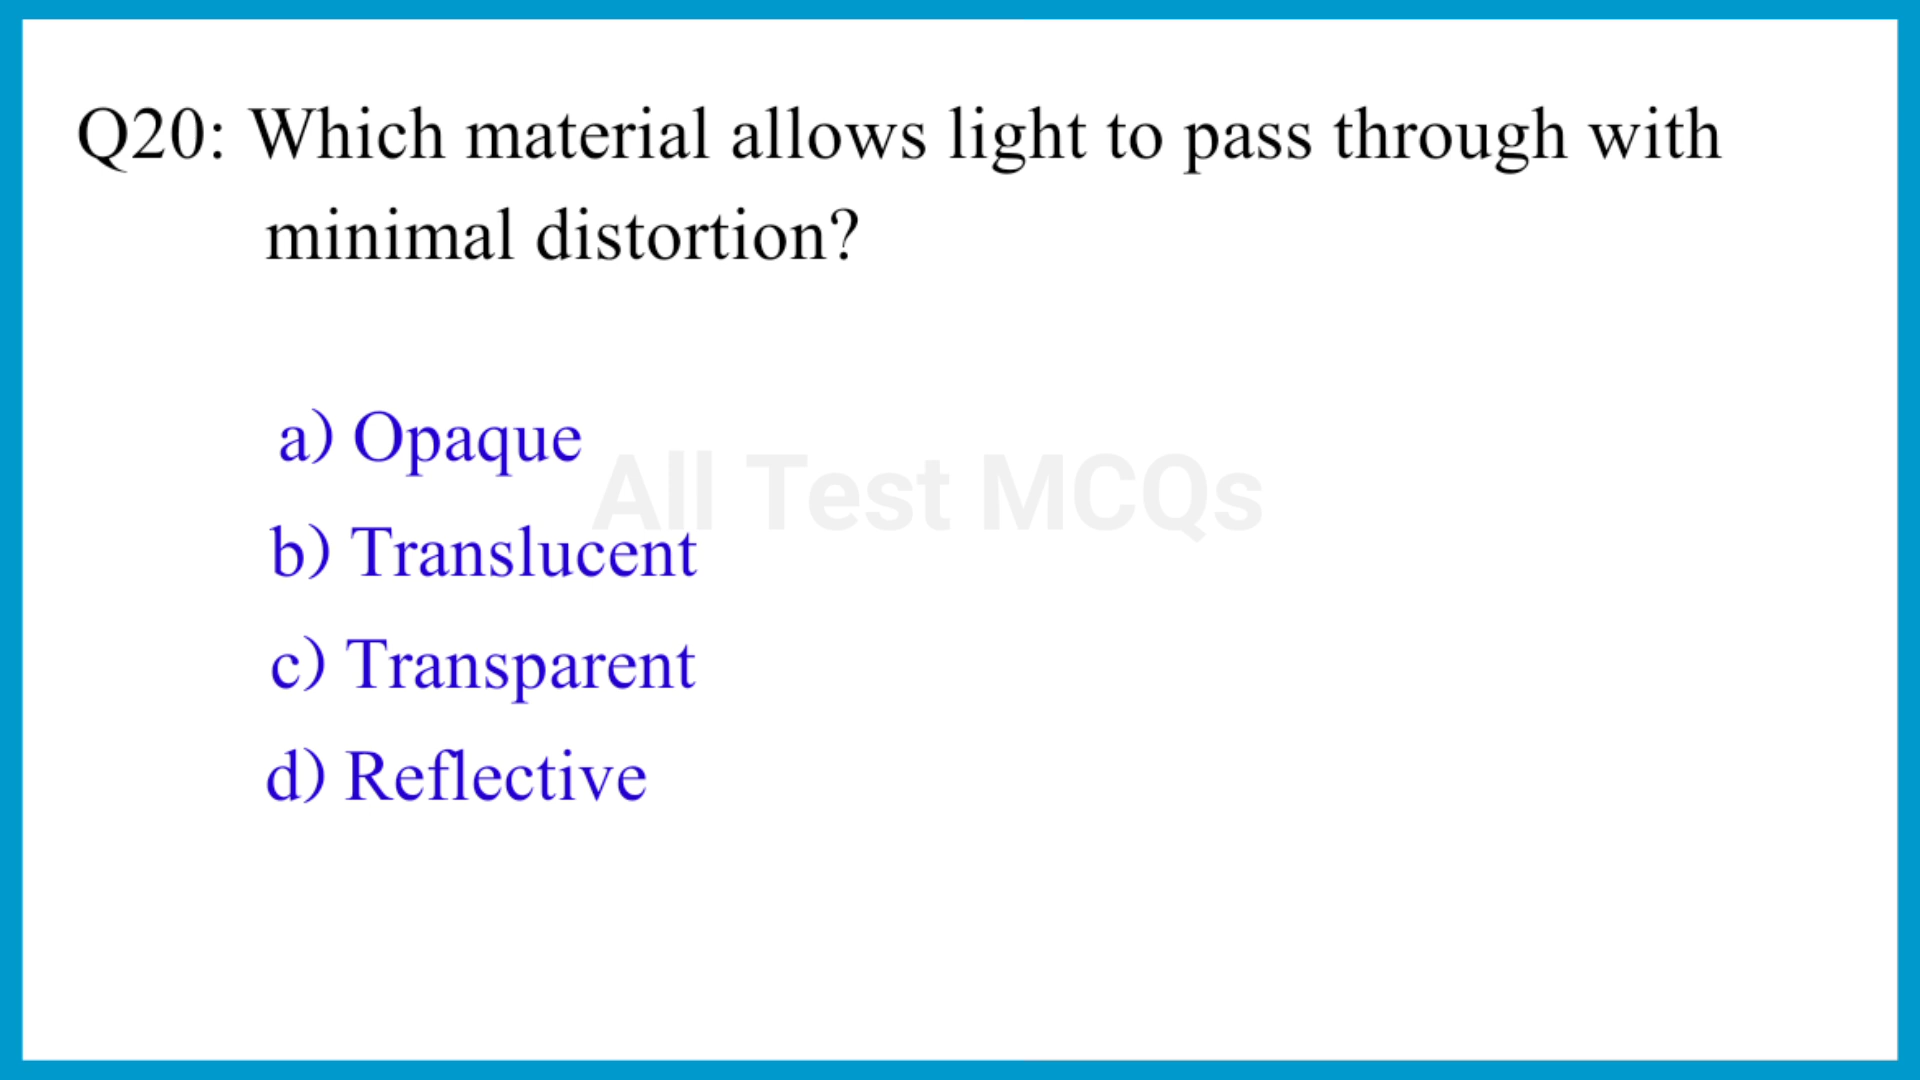 Q20: Which material allows light to pass through with
minimal distortion?
a) Opaque
All Test MCQs
b) Translucent
c) Transparent
d) Reflective